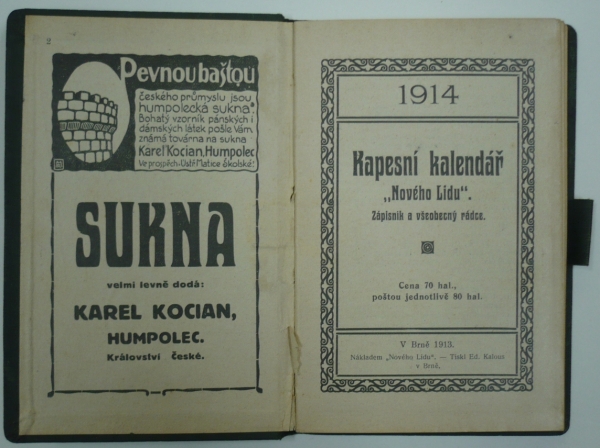 Pevnou baštou
českého průmyslu jsou
humpolecká sukna.
Bohatý vzorník pánských i
dámských látek pošle Vám
známá továrna na sukna
Karel Kocian, Humpolec
Ve prospěch Ústř. Matice Školské.
SUKNA
velmi levně dodá:
KAREL KOCIAN,
HUMPOLEC.
Království České.
1914
Kapesní kalendář
„Nového Lidu“.
Zápisník a všeobecný rádce.
Cena 70 hal.,
poštou jednotlivě 80 hal.
V Brně 1913.
Nákladem „Nového Lidu“. — Tiskl Ed. Kalous
v Brně.